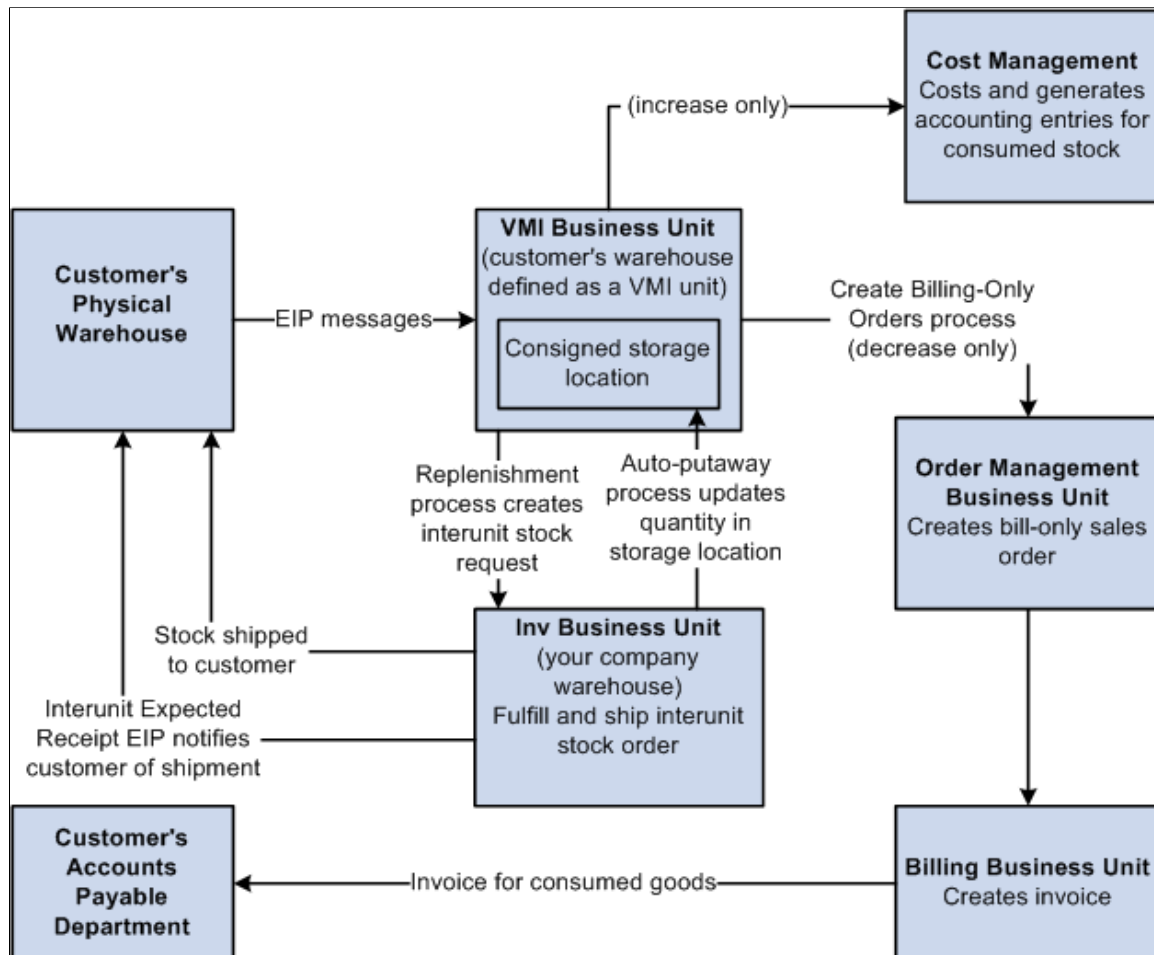 Cost Management
Costs and generates
accounting entries for
consumed stock
(increase only)
VMI Business Unit
(customer's warehouse
defined as a VMI unit)
Consigned storage
location
Customer's
Physical
Warehouse
EIP messages
Create Billing-Only
Orders process
(decrease only)
Replenishment
process creates
interunit stock
request
Auto-putaway
process updates
quantity in
storage location
Order Management
Business Unit
Creates bill-only sales
order
Stock shipped
to customer
Inv Business Unit
(your company
warehouse)
Fulfill and ship interunit
stock order
Interunit Expected
Receipt EIP notifies
customer of shipment
Customer's
Accounts
Payable
Department
Invoice for consumed goods
Billing Business Unit
Creates invoice